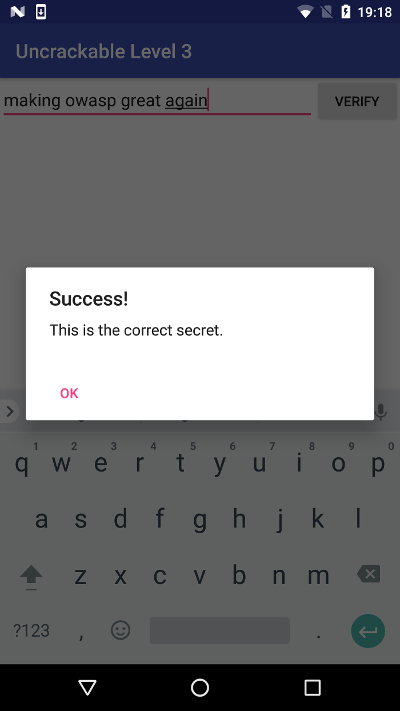 19:18
Uncrackable Level 3
making owasp great again
VERIFY
Success!
This is the correct secret.
OK
1 2 3 4 5 6 7 8 9 0
q w e r t y u i o p
a s d f g h j k l
z x c v b n m
?123 , .